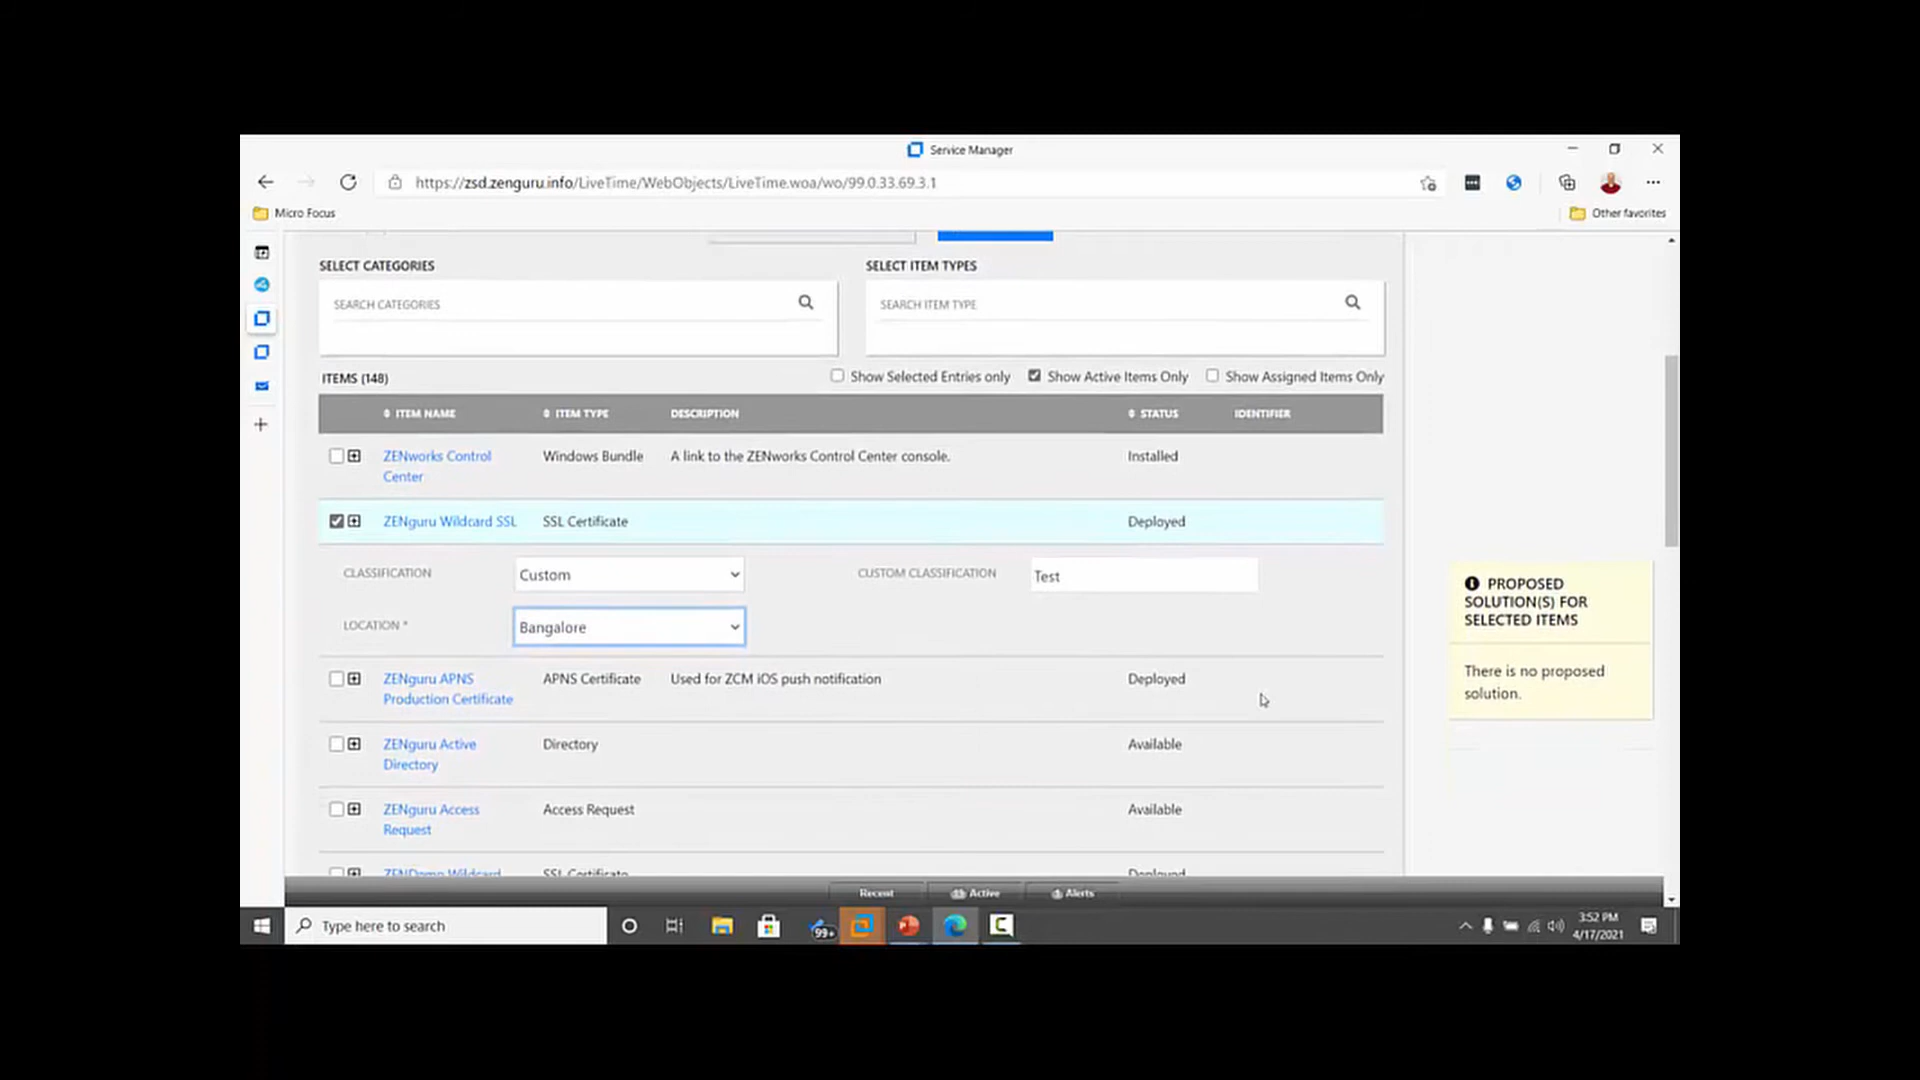 Service Manager
https://zsd.zenguru.info/LiveTime/WebObjects/LiveTime.woa/wo/99.0.33.69.3.1
Micro Focus
Other favorites
SELECT CATEGORIES
SELECT ITEM TYPES
SEARCH CATEGORIES
SEARCH ITEM TYPE
ITEMS (148)
Show Selected Entries only
Show Active Items Only
Show Assigned Items Only
ITEM NAME ITEM TYPE DESCRIPTION STATUS IDENTIFIER
ZENworks Control Windows Bundle A link to the ZENworks Control Center console. Installed
Center
ZENguru Wildcard SSL SSL Certificate Deployed
CLASSIFICATION Custom CUSTOM CLASSIFICATION Test
LOCATION * Bangalore
ZENguru APNS APNS Certificate Used for ZCM iOS push notification Deployed
Production Certificate
ZENguru Active Directory Available
Directory
ZENguru Access Access Request Available
Request
ZENDemo Wildcard SSL Certificate Deployed
PROPOSED
SOLUTION(S) FOR
SELECTED ITEMS
There is no proposed
solution.
Recent Active Alerts
Type here to search
99+
3:52 PM
4/17/2021